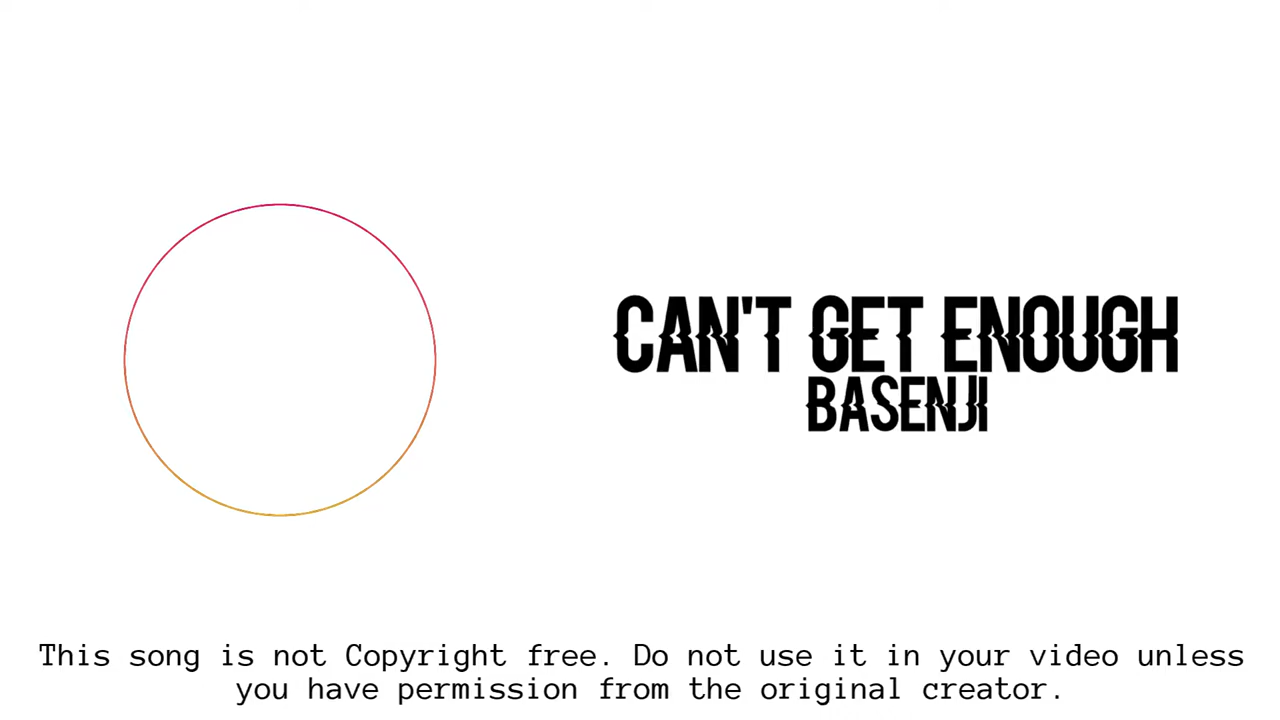 CAN'T GET ENOUGH
BASENJI
This song is not Copyright free. Do not use it in your video unless
you have permission from the original creator.